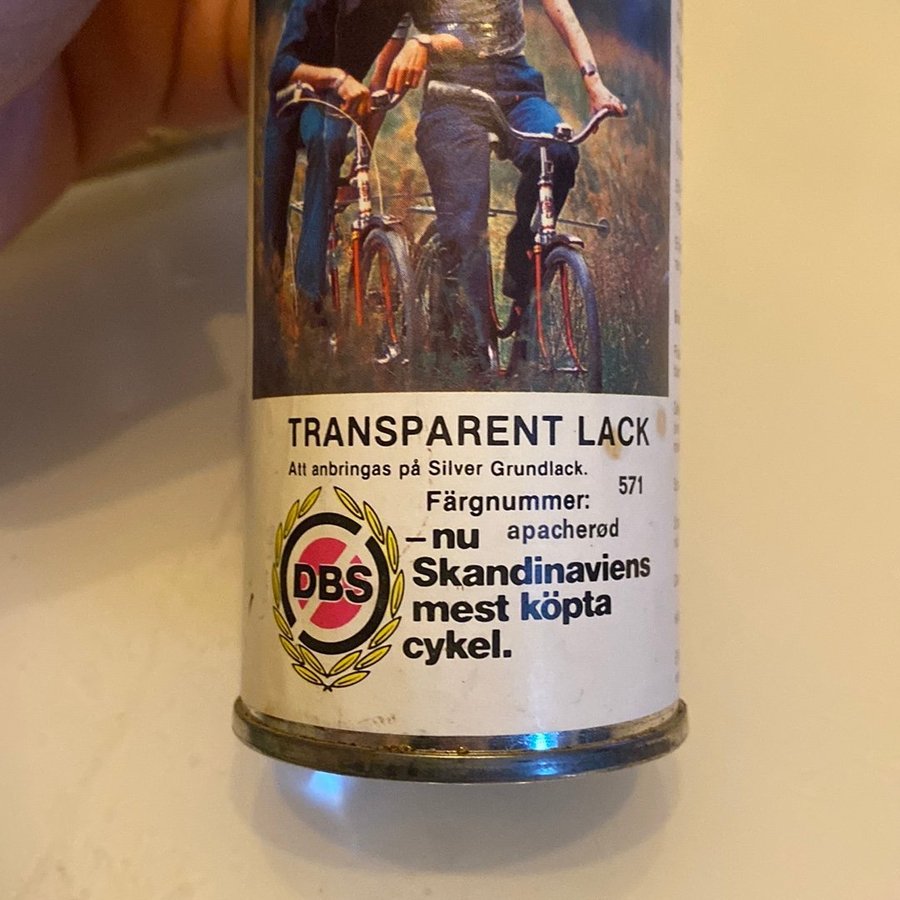 TRANSPARENT LACK
Att anbringas på Silver Grundlack.
Färgnummer: 571
–nu apacherød
Skandinaviens
mest köpta
cykel.
DBS